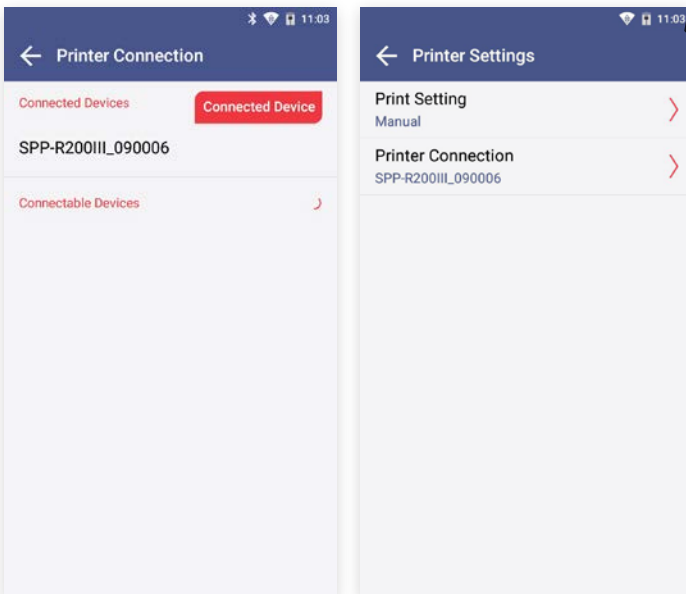 11:03
Printer Connection
Connected Devices
Connected Device
SPP-R200III_090006
Connectable Devices
11:03
Printer Settings
Print Setting
Manual
Printer Connection
SPP-R200III_090006